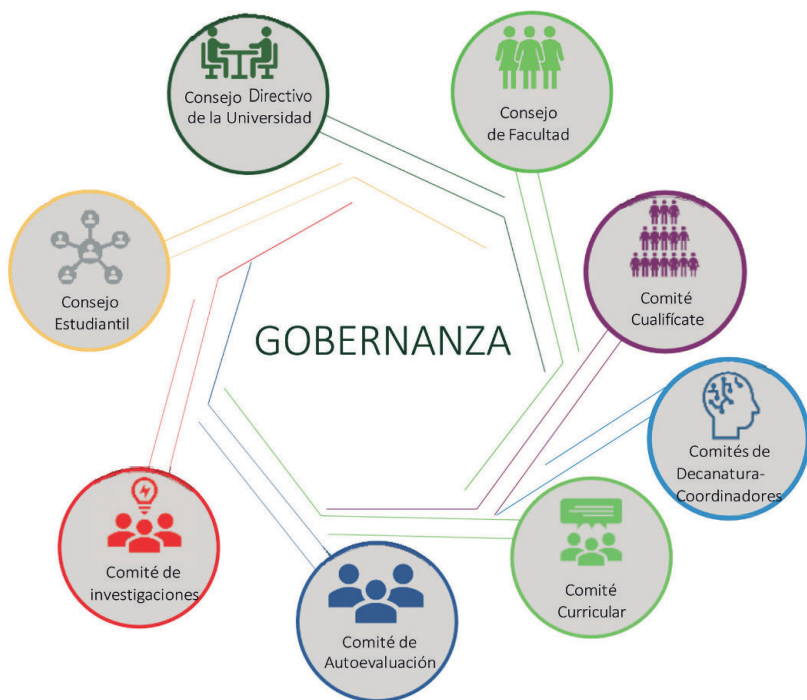 Consejo Directivo
de la Universidad
Consejo
de Facultad
Consejo
Estudiantil
Comité
Cualifícate
GOBERNANZA
Comités de
Decanatura-
Coordinadores
Comité de
investigaciones
Comité
Curricular
Comité de
Autoevaluación